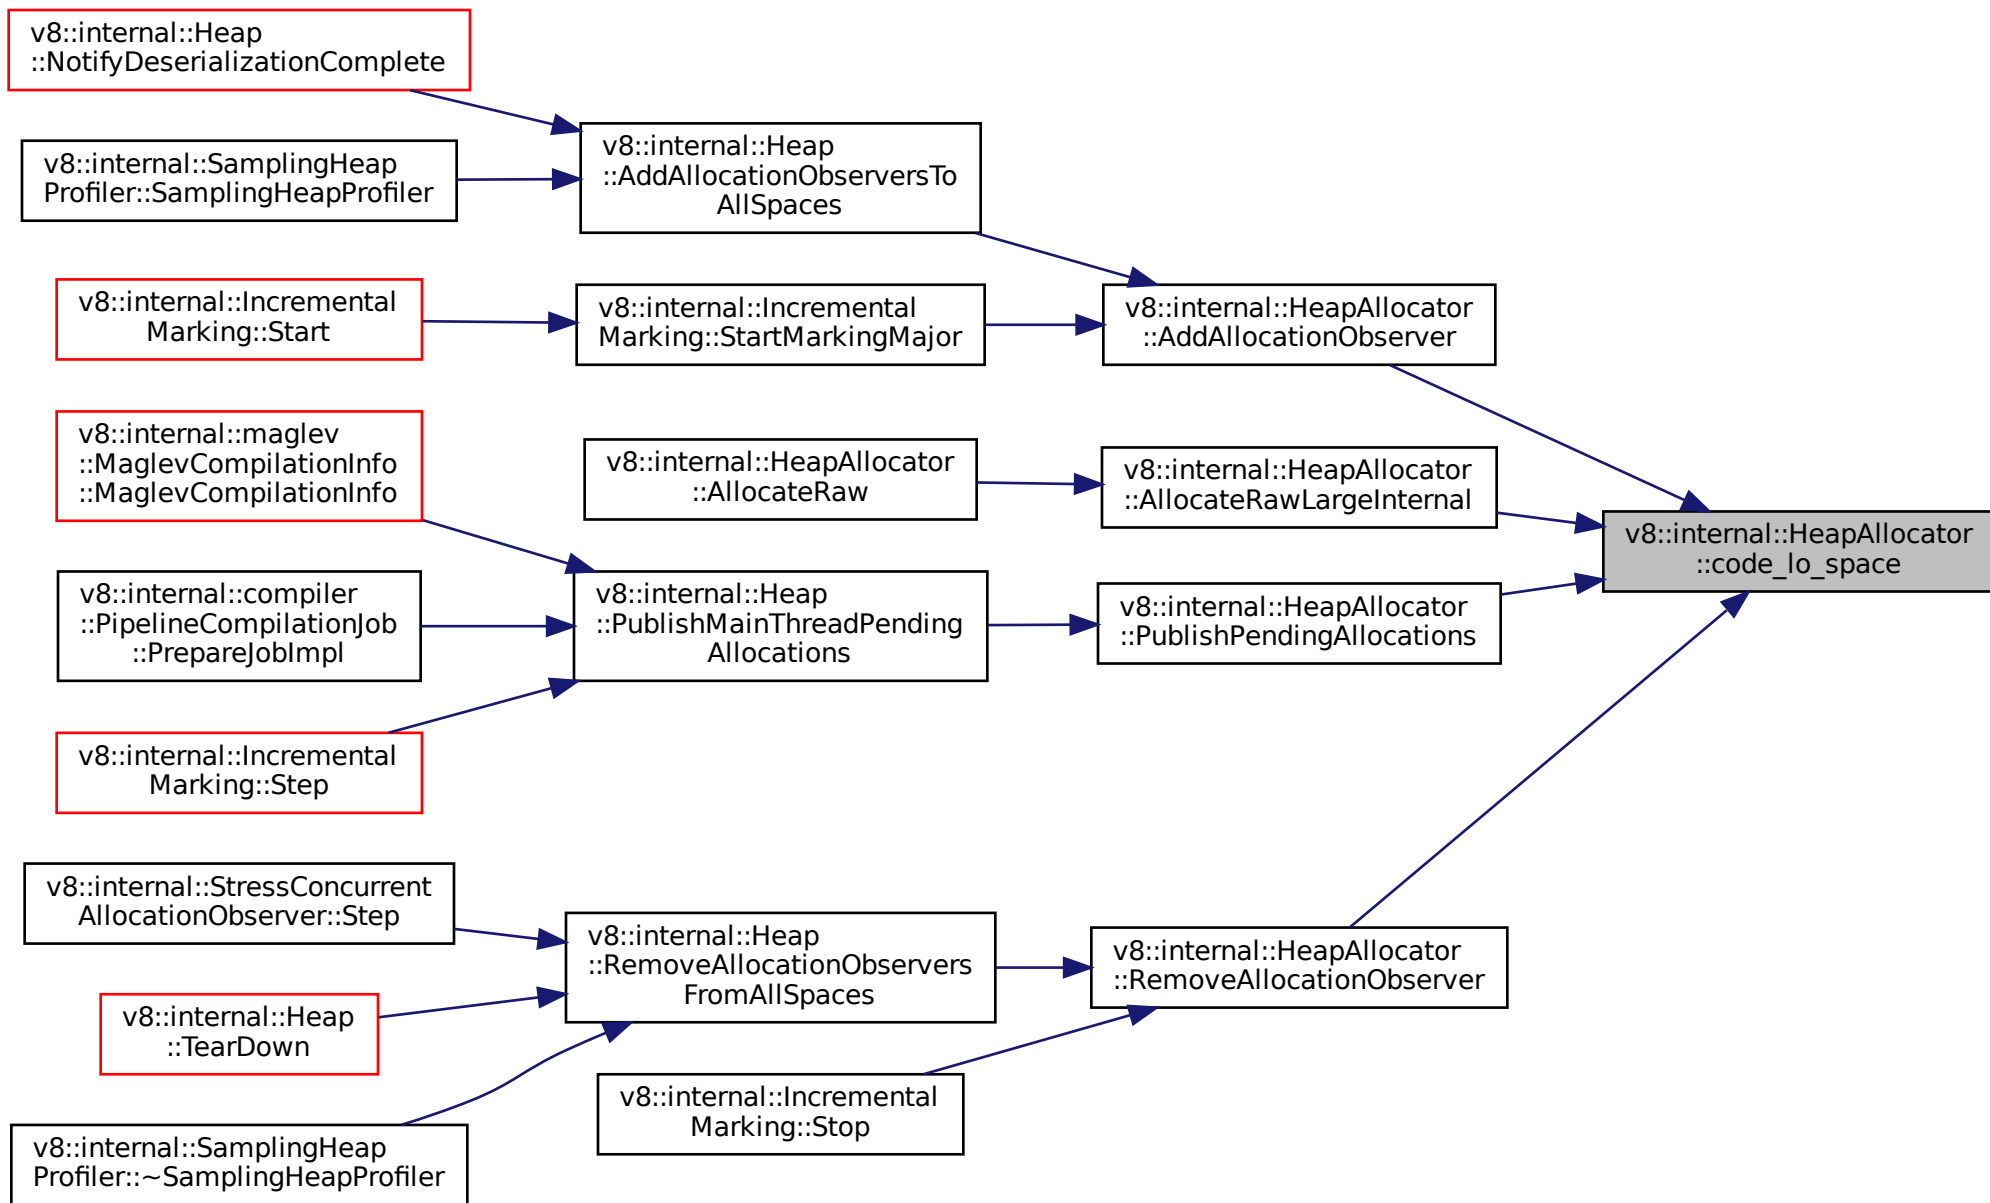 v8::internal::Heap
::NotifyDeserializationComplete
v8::internal::SamplingHeap
Profiler::SamplingHeapProfiler
v8::internal::Heap
::AddAllocationObserversTo
AllSpaces
v8::internal::Incremental
Marking::Start
v8::internal::Incremental
Marking::StartMarkingMajor
v8::internal::HeapAllocator
::AddAllocationObserver
v8::internal::maglev
::MaglevCompilationInfo
::MaglevCompilationInfo
v8::internal::HeapAllocator
::AllocateRaw
v8::internal::HeapAllocator
::AllocateRawLargeInternal
v8::internal::HeapAllocator
::code_lo_space
v8::internal::compiler
::PipelineCompilationJob
::PrepareJobImpl
v8::internal::Heap
::PublishMainThreadPending
Allocations
v8::internal::HeapAllocator
::PublishPendingAllocations
v8::internal::Incremental
Marking::Step
v8::internal::StressConcurrent
AllocationObserver::Step
v8::internal::Heap
::RemoveAllocationObservers
FromAllSpaces
v8::internal::HeapAllocator
::RemoveAllocationObserver
v8::internal::Heap
::TearDown
v8::internal::Incremental
Marking::Stop
v8::internal::SamplingHeap
Profiler::~SamplingHeapProfiler